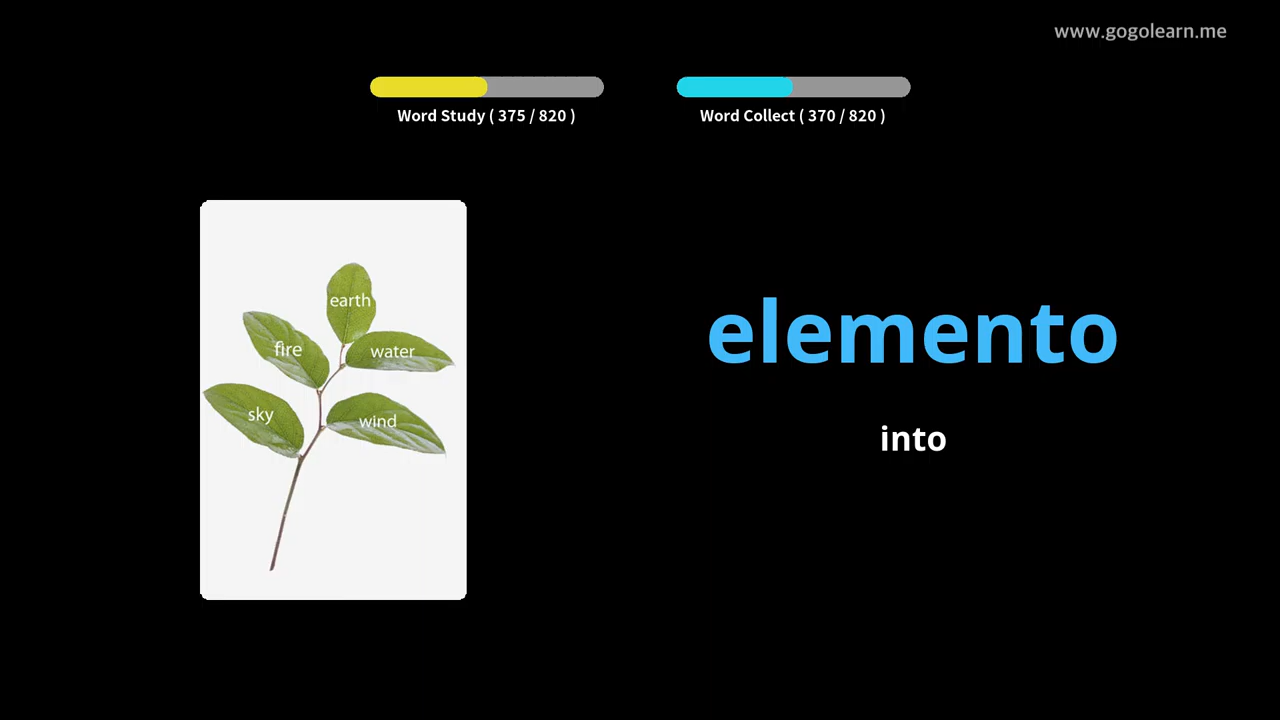 www.gogolearn.me
Word Study ( 375 / 820 )
Word Collect ( 370 / 820 )
earth
fire
water
sky
wind
elemento
into